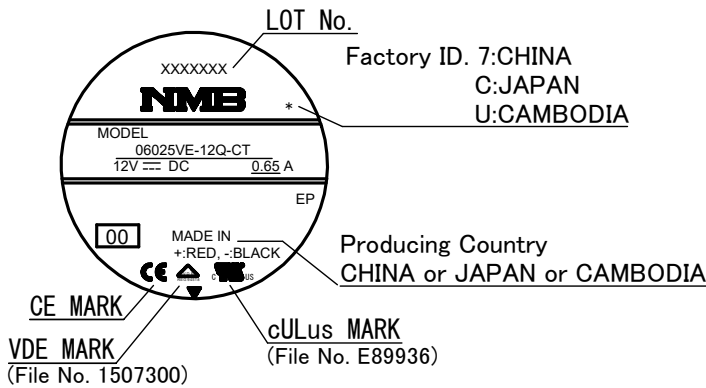 LOT No.
XXXXXXX
NMB
*
Factory ID. 7:CHINA
C:JAPAN
U:CAMBODIA
MODEL
06025VE-12Q-CT
12V DC 0.65 A
EP
00
MADE IN
+:RED, -:BLACK
Producing Country
CHINA or JAPAN or CAMBODIA
CE
C US
CE MARK
cULus MARK
(File No. E89936)
VDE MARK
(File No. 1507300)